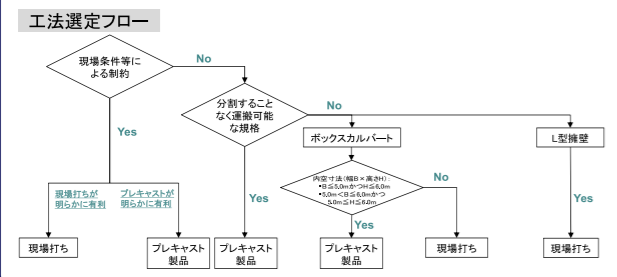 工法選定フロー
現場条件等に
よる制約
No
分割すること
なく運搬可能
な規格
No
Yes
ボックスカルバート
L型擁壁
内空寸法(幅B×高さH):
•B≦5.0mかつH≦6.0m
•5.0m<B≦6.0mかつ
5.0m≦H≦6.0m
No
現場打ちが
明らかに有利
プレキャストが
明らかに有利
Yes
Yes
Yes
現場打ち
プレキャスト
製品
プレキャスト
製品
プレキャスト
製品
現場打ち
現場打ち